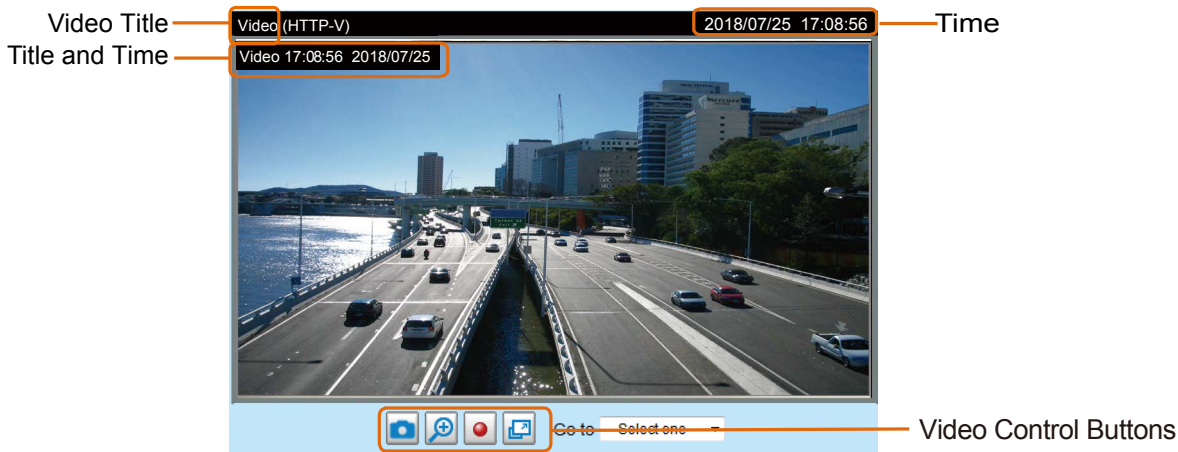 Video Title
Video (HTTP-V)
2018/07/25 17:08:56
Time
Title and Time
Video 17:08:56 2018/07/25
Mercure
Go to
Select one
Video Control Buttons